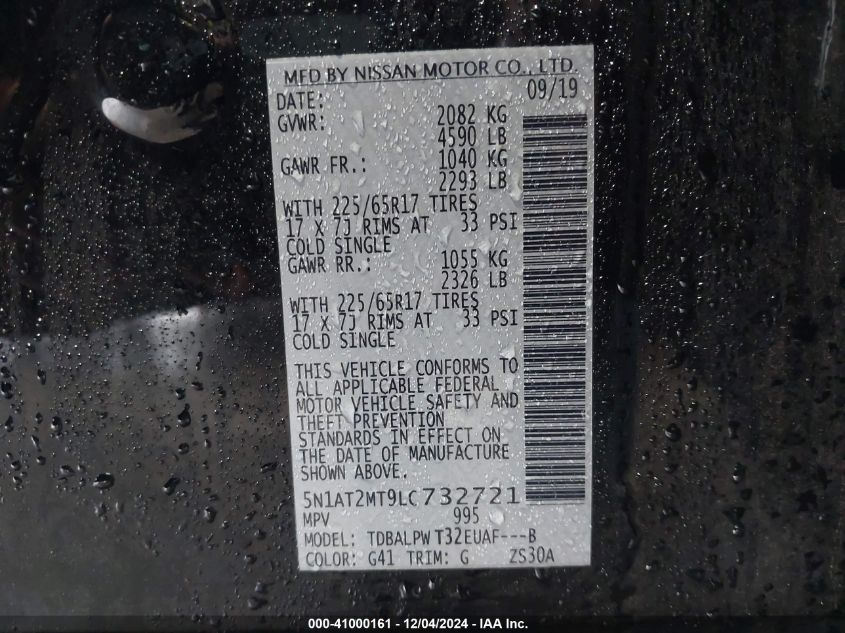 MFD BY NISSAN MOTOR CO., LTD.
DATE: 09/19
GVWR: 2082 KG
4590 LB
GAWR FR.: 1040 KG
2293 LB
WITH 225/65R17 TIRES
17 X 7J RIMS AT 33 PSI
COLD SINGLE
GAWR RR.: 1055 KG
2326 LB
WITH 225/65R17 TIRES
17 X 7J RIMS AT 33 PSI
COLD SINGLE
THIS VEHICLE CONFORMS TO
ALL APPLICABLE FEDERAL
MOTOR VEHICLE SAFETY AND
THEFT PREVENTION
STANDARDS IN EFFECT ON
THE DATE OF MANUFACTURE
SHOWN ABOVE.
5N1AT2MT9LC732721
MPV 995
MODEL: TDBALPW T32EUAF---B
COLOR: G41 TRIM: G ZS30A
000-41000161 - 12/04/2024 - IAA Inc.